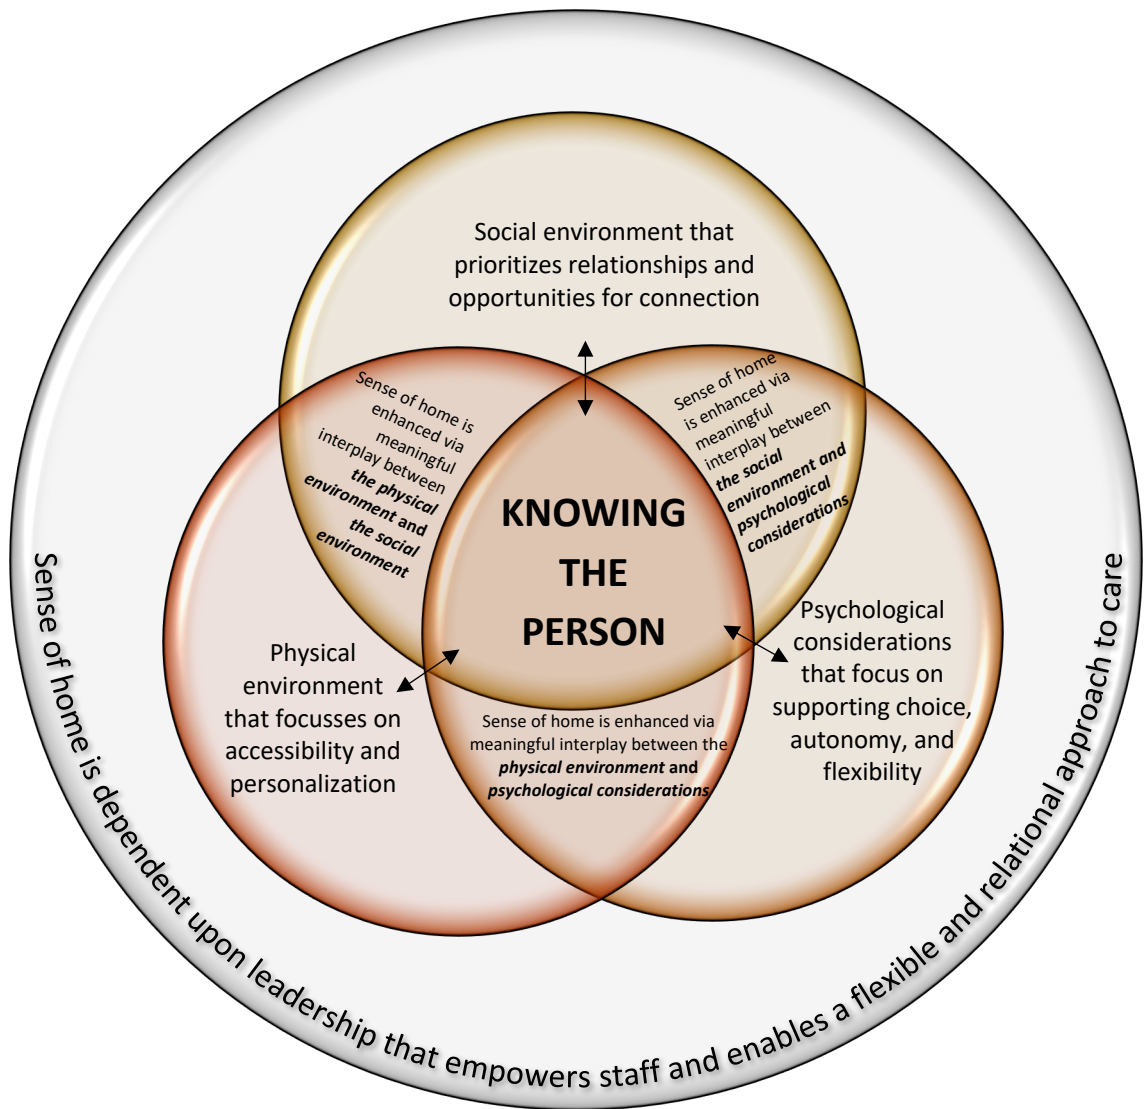 Social environment that
prioritizes relationships and
opportunities for connection
Sense of home is
enhanced via
meaningful
interplay between
the physical
environment and
the social
environment
Sense of home
is enhanced via
meaningful
interplay between
the social
environment and
psychological
considerations
KNOWING
THE
PERSON
Physical
environment
that focusses on
accessibility and
personalization
Psychological
considerations
that focus on
supporting choice,
autonomy, and
flexibility
Sense of home is enhanced via
meaningful interplay between the
physical environment and
psychological considerations
Sense of home is dependent upon leadership that empowers staff and enables a flexible and relational approach to care